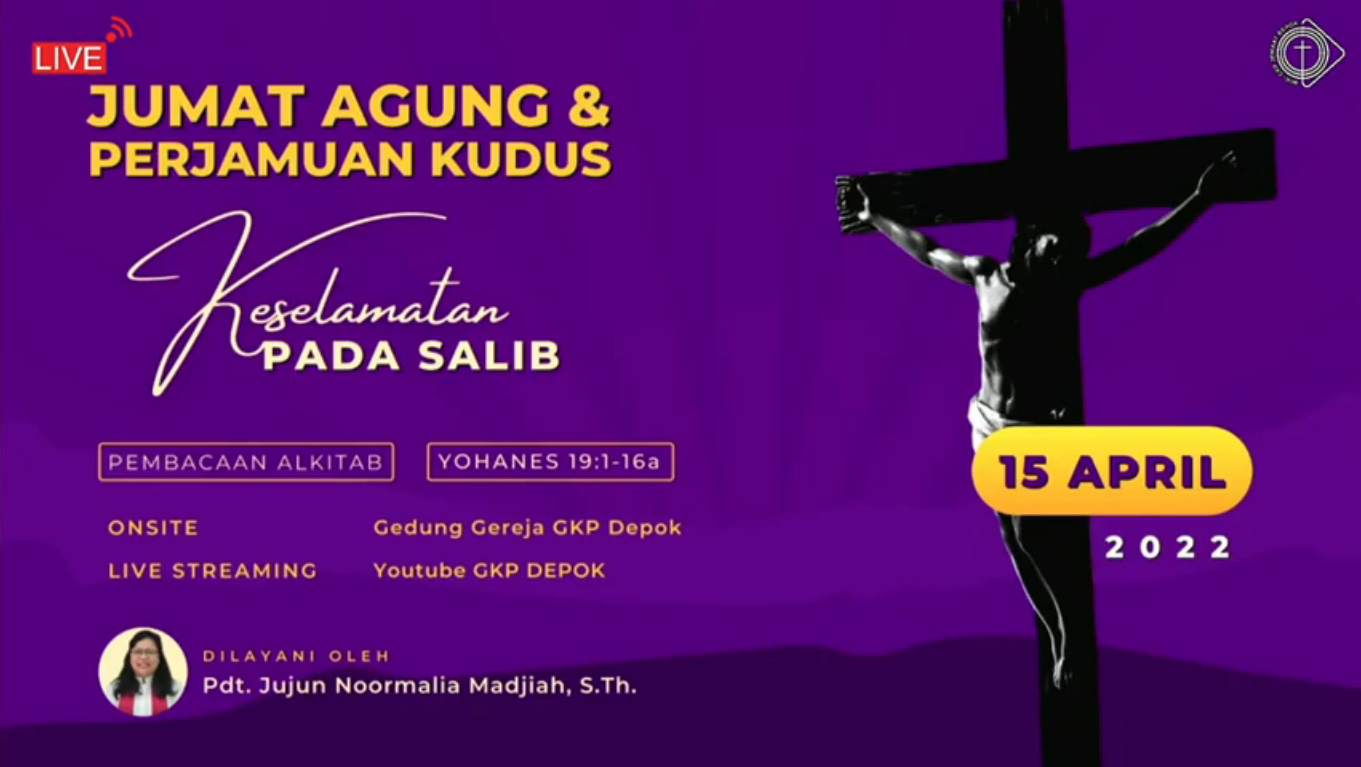 LIVE
JUMAT AGUNG &
PERJAMUAN KUDUS
Keselamatan
PADA SALIB
PEMBACAAN ALKITAB YOHANES 19:1-16a
ONSITE Gedung Gereja GKP Depok
LIVE STREAMING Youtube GKP DEPOK
15 APRIL
2022
DILAYANI OLEH
Pdt. Jujun Noormalia Madjiah, S.Th.